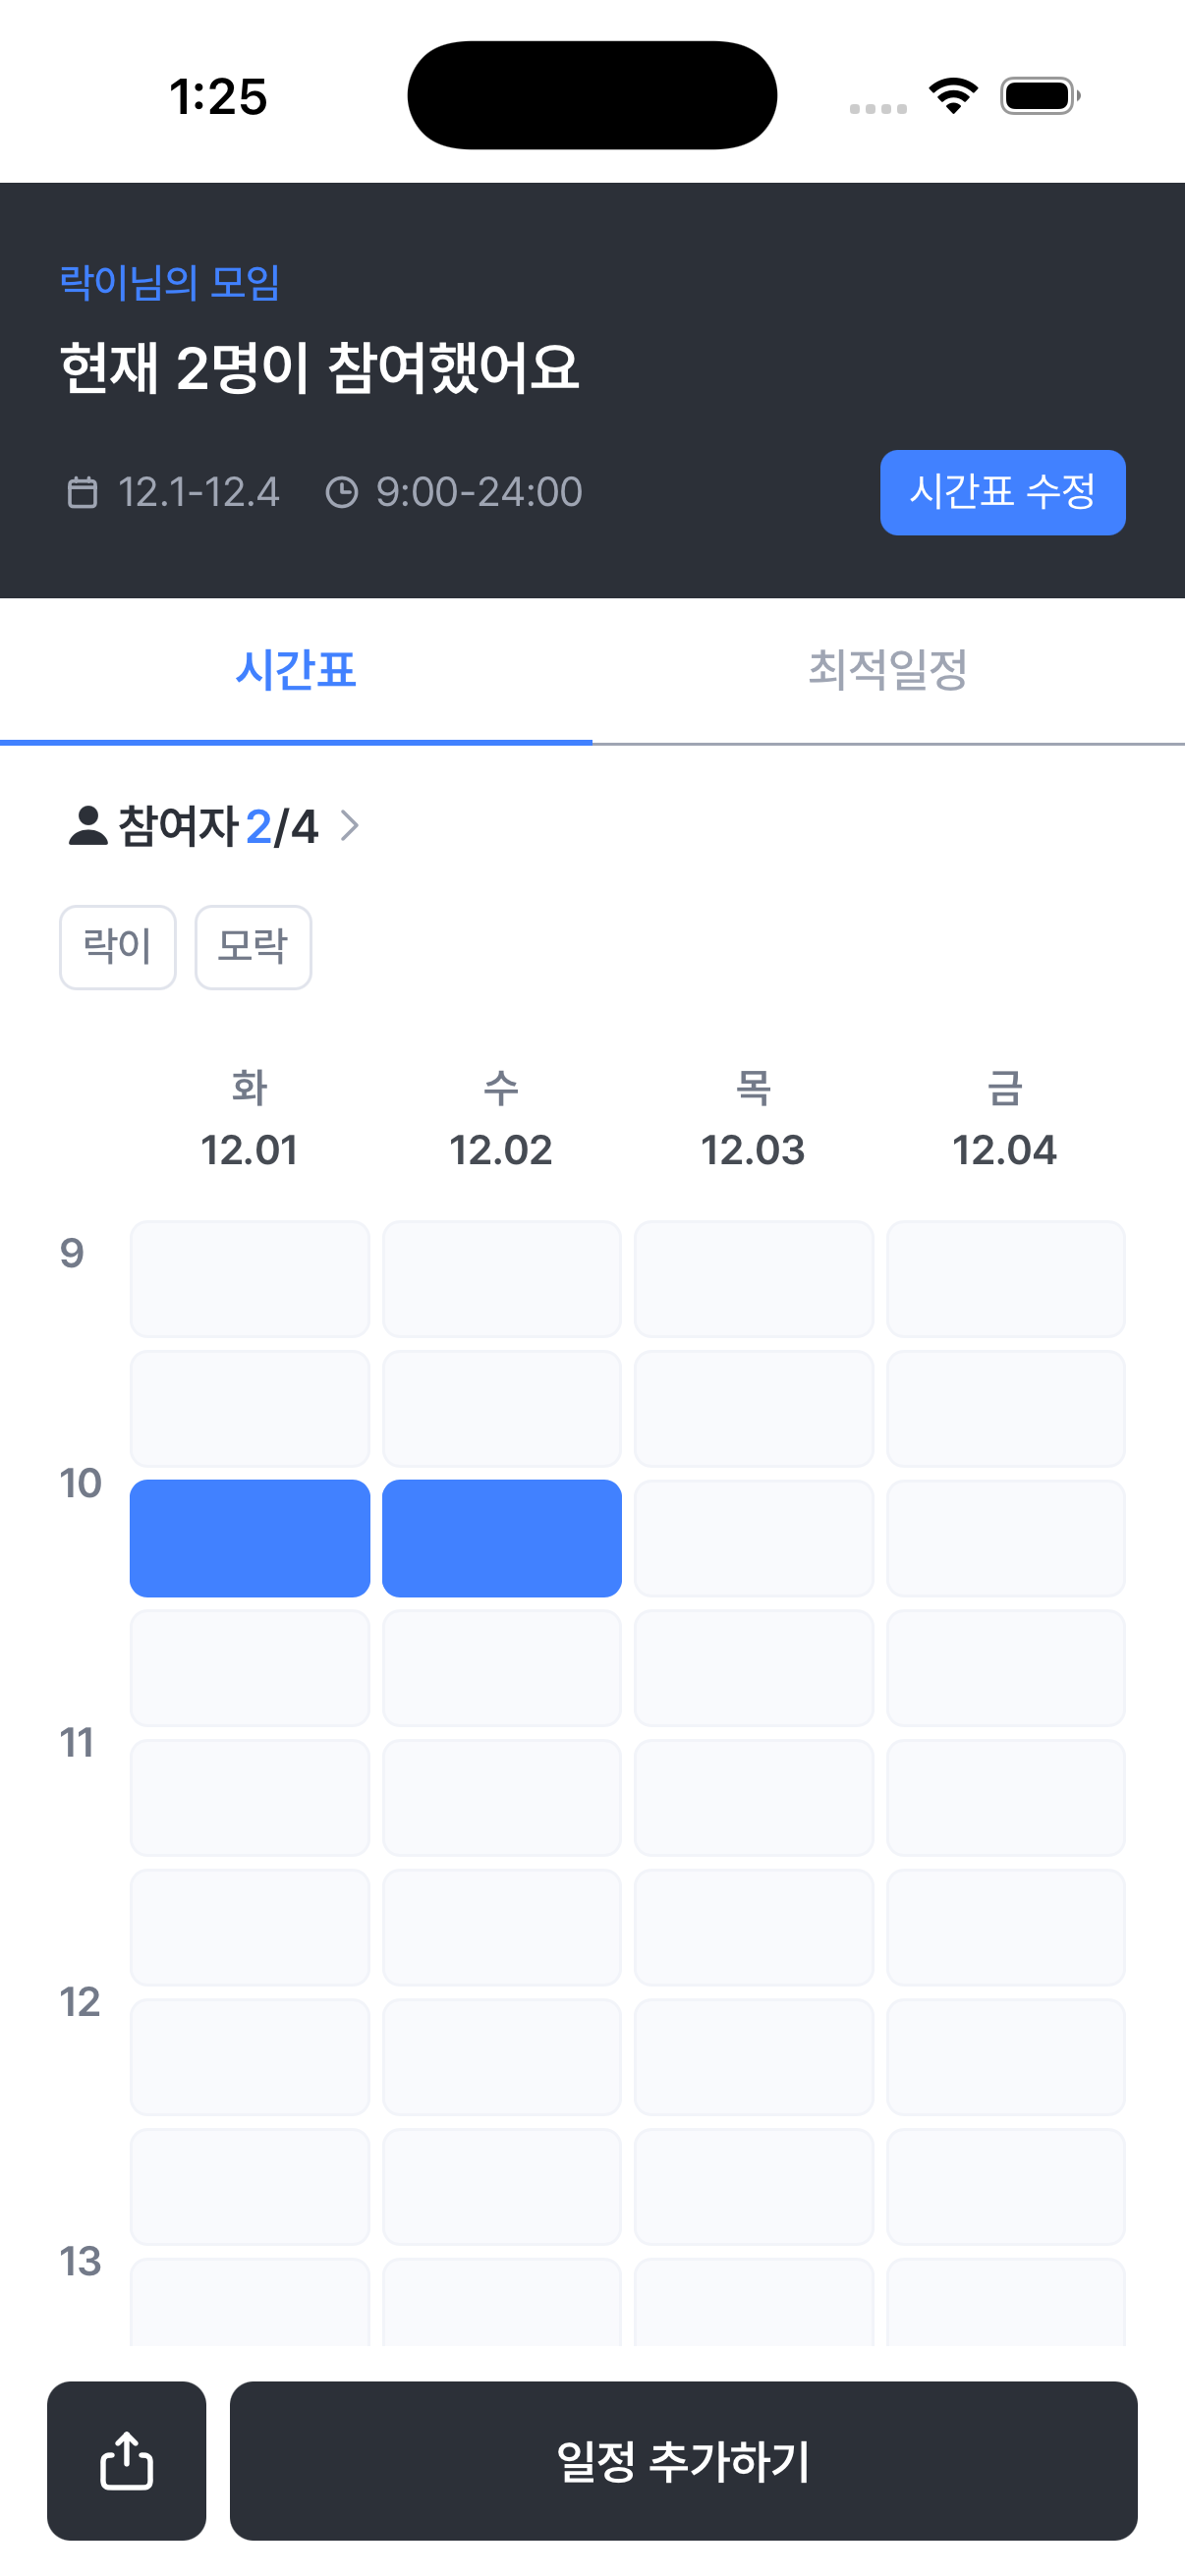 1:25
락이님의 모임
현재 2명이 참여했어요
12.1-12.4 9:00-24:00 시간표 수정
시간표 최적일정
참여자 2/4
락이 모락
화 수 목 금
12.01 12.02 12.03 12.04
9
10
11
12
13
일정 추가하기